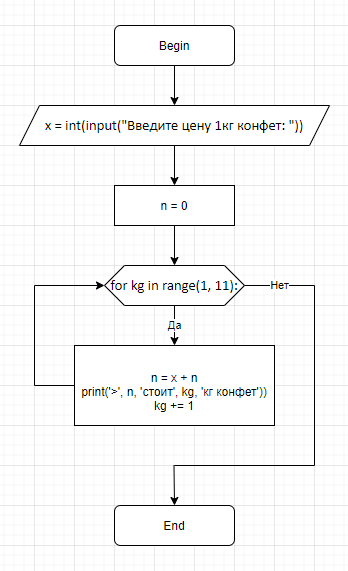 Begin
x = int(input("Введите цену 1кг конфет: "))
n = 0
for kg in range(1, 11):
Нет
Да
n = x + n
print('>', n, 'стоит', kg, 'кг конфет'))
kg += 1
End